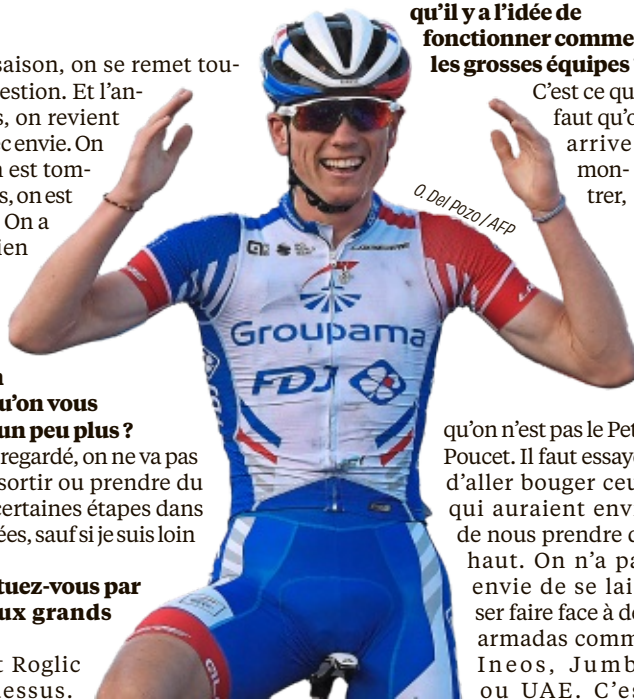 saison, on se remet tou-
estion. Et l'an-
s, on revient
envie. On
est tom-
s, on est
On a
ien
u'on vous
un peu plus ?
regardé, on ne va pas
sortir ou prendre du
certaines étapes dans
ées, sauf si je suis loin
tuez-vous par
ux grands
t Roglic
essus.
qu'il y a l'idée de
fonctionner comme
les grosses équipes ?
C'est ce qu
faut qu'o
arrive
mon-
trer,
O. Del Pozo / AFP
Groupama
FDJ
qu'on n'est pas le Pet
Poucet. Il faut essaye
d'aller bouger ceu
qui auraient envi
de nous prendre d
haut. On n'a pa
envie de se lais-
ser faire face à de
armadas comm
Ineos, Jumb
ou UAE. C'es